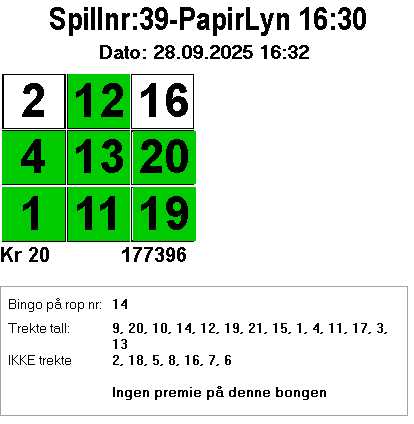 Spillnr:39-PapirLyn 16:30
Dato: 28.09.2025 16:32
2 12 16
4 13 20
1 11 19
Kr 20 177396
Bingo på rop nr: 14
Trekte tall: 9, 20, 10, 14, 12, 19, 21, 15, 1, 4, 11, 17, 3,
13
IKKE trekte 2, 18, 5, 8, 16, 7, 6
Ingen premie på denne bongen